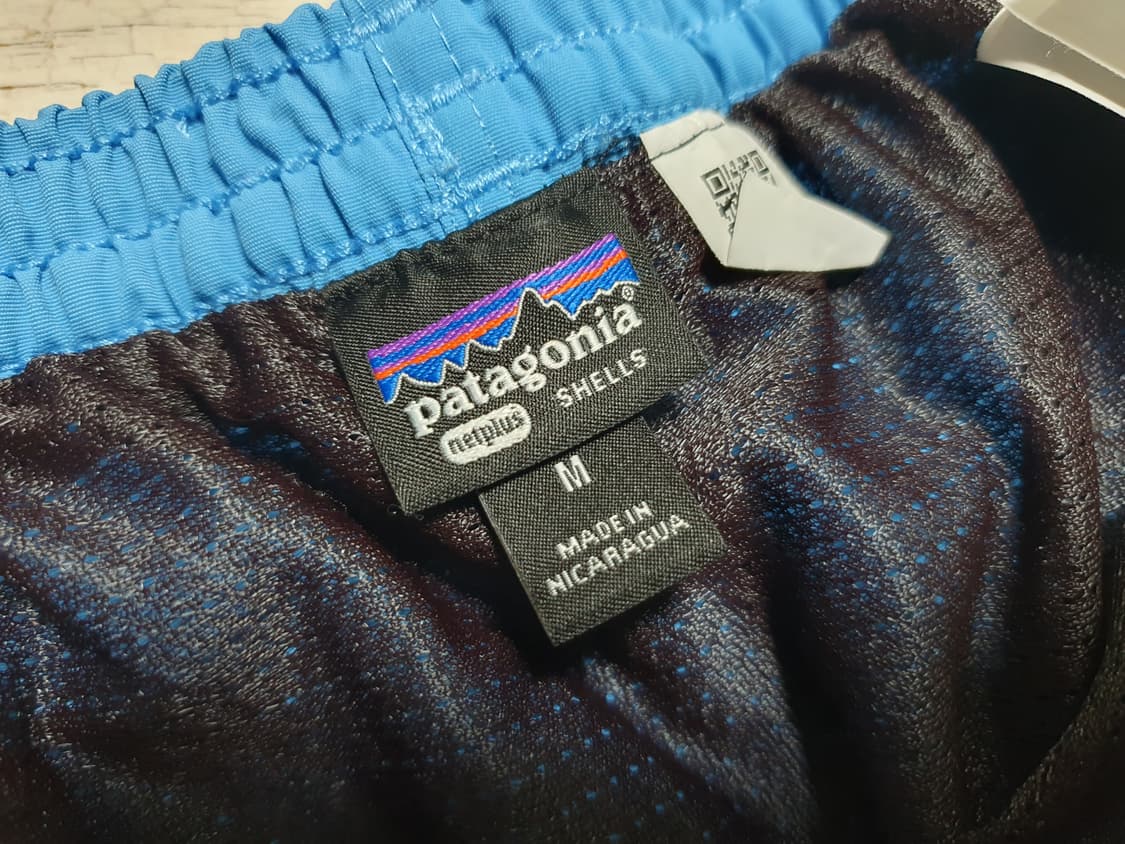 patagonia®
netplus® SHELLS
M
MADE IN
NICARAGUA